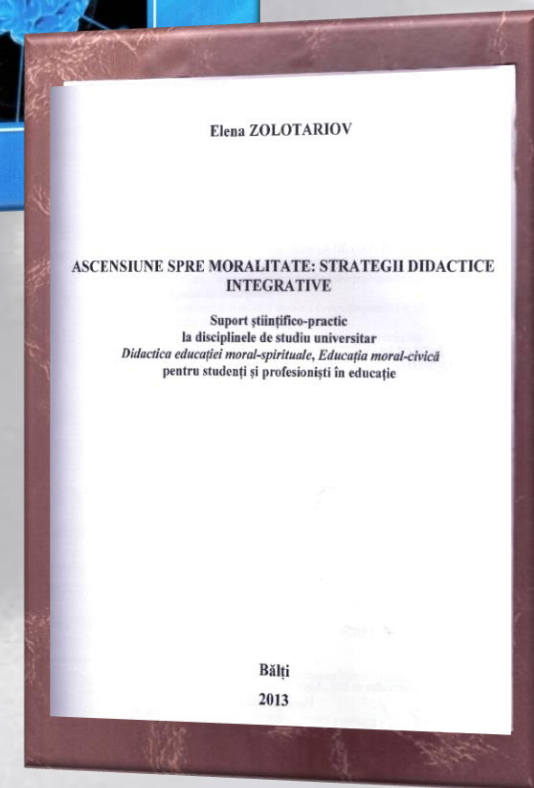 Elena ZOLOTARIOV
ASCENSIUNE SPRE MORALITATE: STRATEGII DIDACTICE
INTEGRATIVE
Suport științifico-practic
la disciplinele de studiu universitar
Didactica educației moral-spirituale, Educația moral-civică
pentru studenți și profesioniști în educație
Bălți
2013